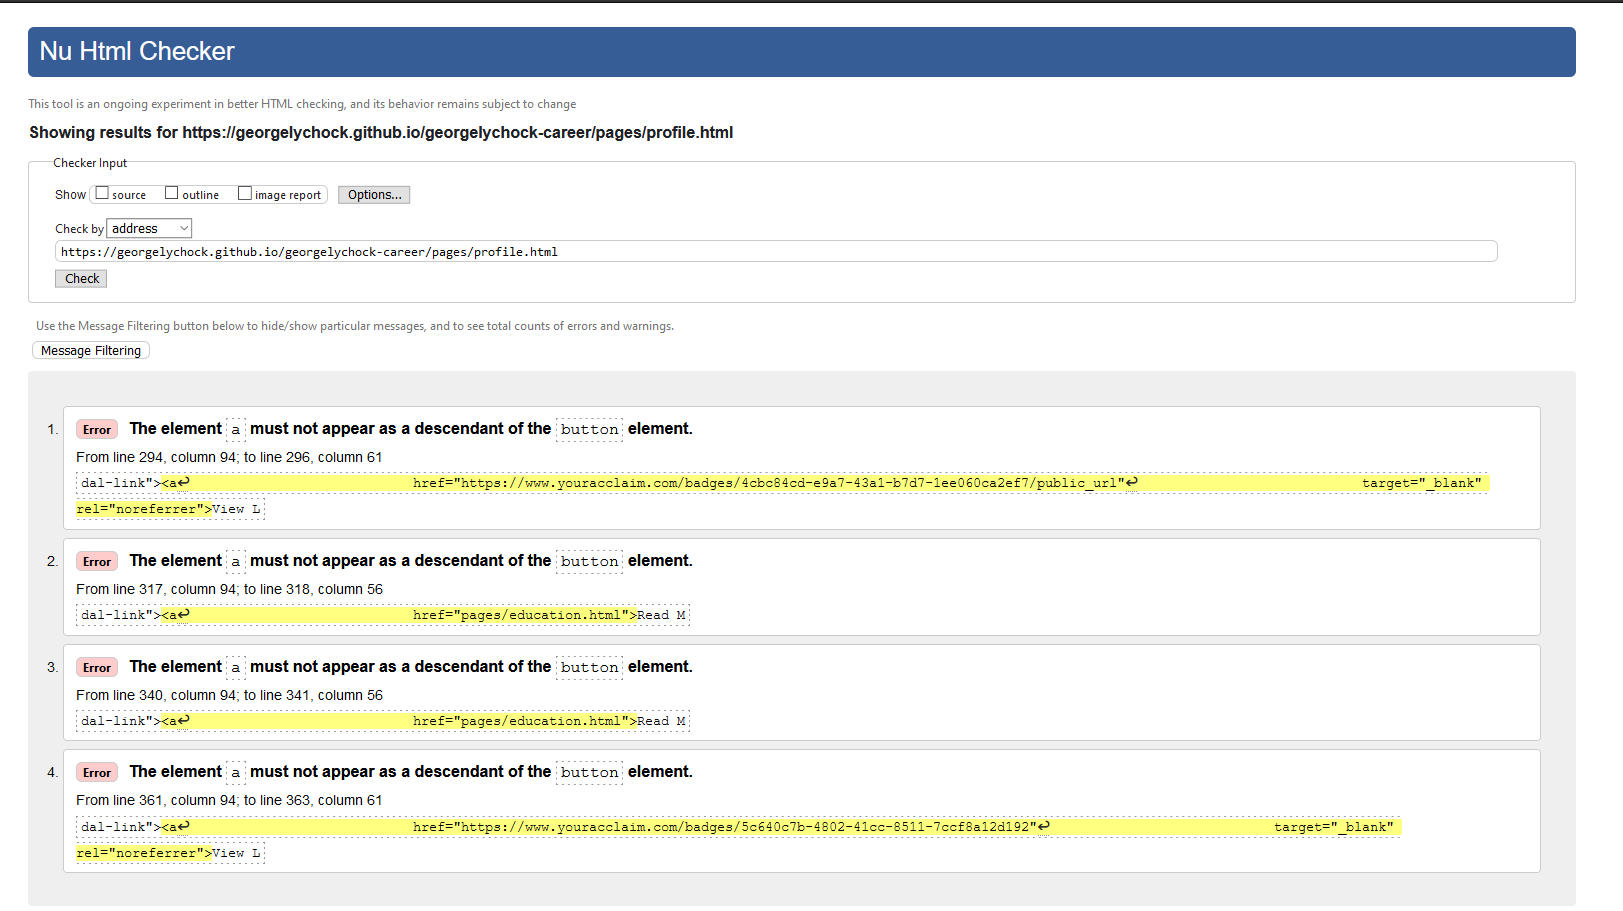 Nu Html Checker
This tool is an ongoing experiment in better HTML checking, and its behavior remains subject to change
Showing results for https://georgelychock.github.io/georgelychock-career/pages/profile.html
Checker Input
Show source outline image report Options...
Check by address
https://georgelychock.github.io/georgelychock-career/pages/profile.html
Check
Use the Message Filtering button below to hide/show particular messages, and to see total counts of errors and warnings.
Message Filtering
1. Error The element a must not appear as a descendant of the button element.
From line 294, column 94; to line 296, column 61
dal-link"><a↩ href="https://www.youracclaim.com/badges/4cbc84cd-e9a7-43a1-b7d7-1ee060ca2ef7/public_url"↩ target="_blank"
rel="noreferrer">View L
2. Error The element a must not appear as a descendant of the button element.
From line 317, column 94; to line 318, column 56
dal-link"><a↩ href="pages/education.html">Read M
3. Error The element a must not appear as a descendant of the button element.
From line 340, column 94; to line 341, column 56
dal-link"><a↩ href="pages/education.html">Read M
4. Error The element a must not appear as a descendant of the button element.
From line 361, column 94; to line 363, column 61
dal-link"><a↩ href="https://www.youracclaim.com/badges/5c640c7b-4802-41cc-8511-7ccf8a12d192"↩ target="_blank"
rel="noreferrer">View L